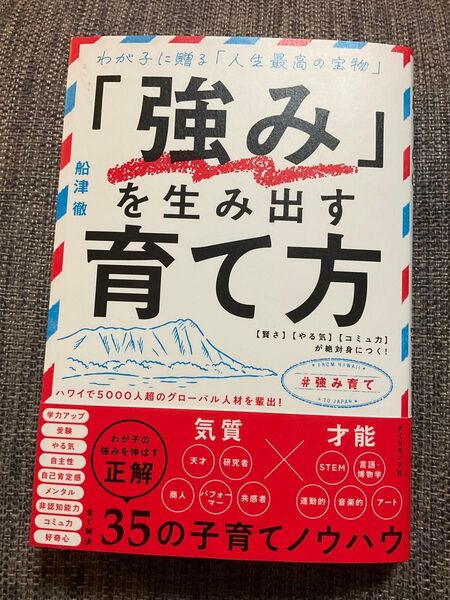 わが子に贈る「人生最高の宝物」
「強み」
を生み出す
育て方
船津 徹
【賢さ】【やる気】【コミュ力】
が絶対身につく!
FROM HAWAII
#強み育て
TO JAPAN
ハワイで5000人超のグローバル人材を輩出!
学力アップ
受験
やる気
自主性
自己肯定感
メンタル
非認知能力
コミュ力
好奇心
全て解決
わが子の
強みを伸ばす
正解
気質
天才
研究者
商人
パフォー
マー
共感者
×
才能
STEM
言語・
博物学
運動的
音楽的
アート
35の子育てノウハウ
ダイヤモンド社